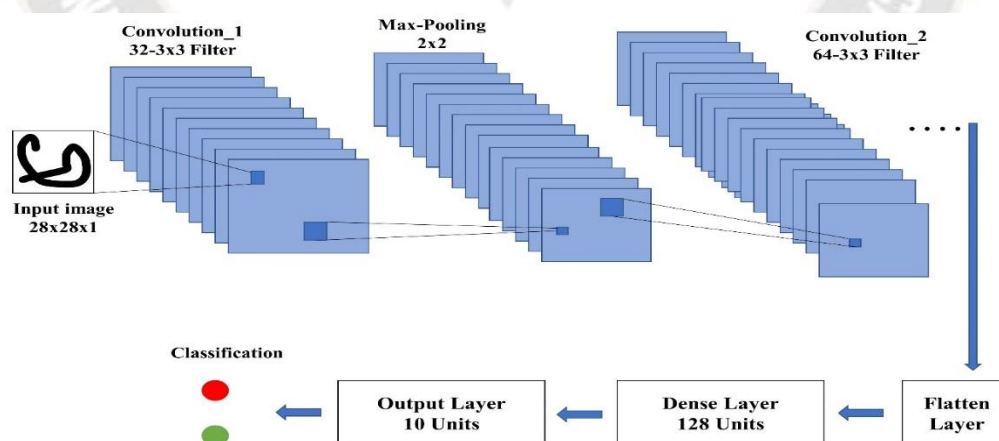 Convolution_1
32-3x3 Filter
Max-Pooling
2x2
Convolution_2
64-3x3 Filter
Input image
28x28x1
. . . .
Classification
Output Layer
10 Units
Dense Layer
128 Units
Flatten
Layer